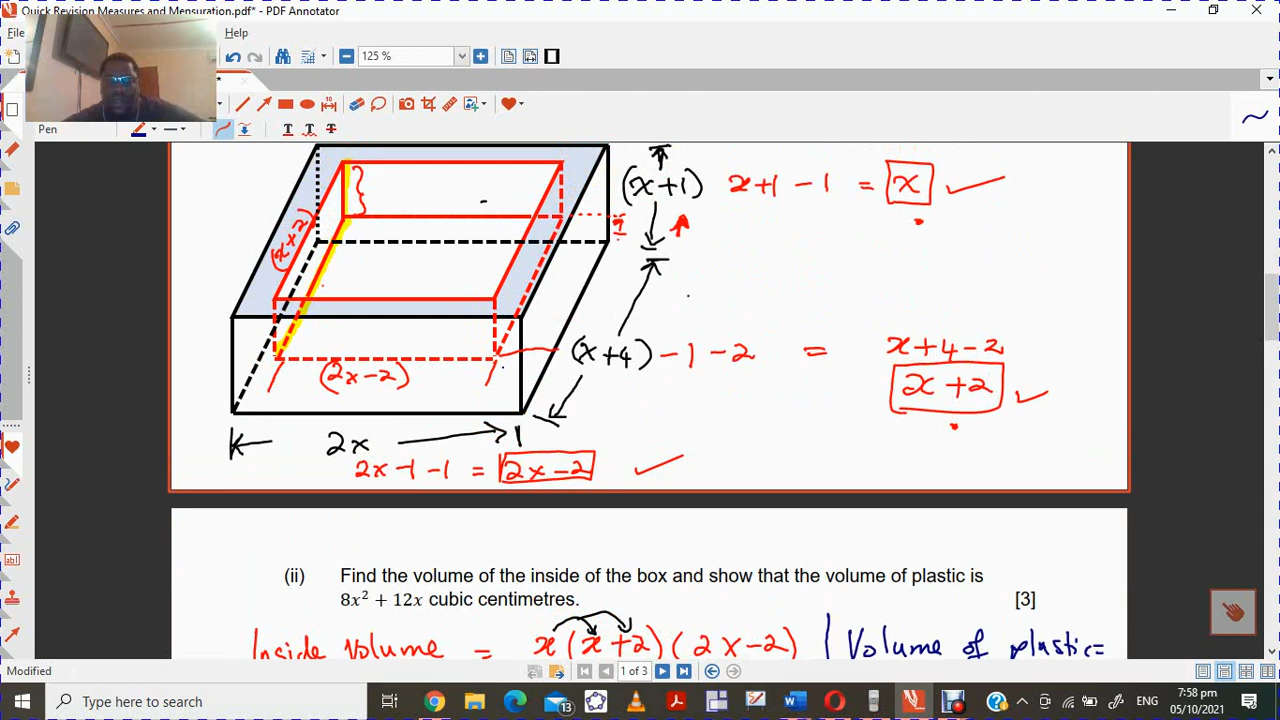 Quick Revision Measures and Mensuration.pdf* - PDF Annotator
Help
125 %
Pen
(x+1) x+1 -1 = x
(x+2)
1
(x+4) -1 -2 = x+4-2
x+2
(2x-2)
2x
2x-1-1 = 2x-2
(ii) Find the volume of the inside of the box and show that the volume of plastic is
8x² + 12x cubic centimetres. [3]
Inside volume = x(x+2)(2x-2) Volume of plastic=
Modified
1 of 3
Type here to search
13
ENG
7:58 pm
05/10/2021